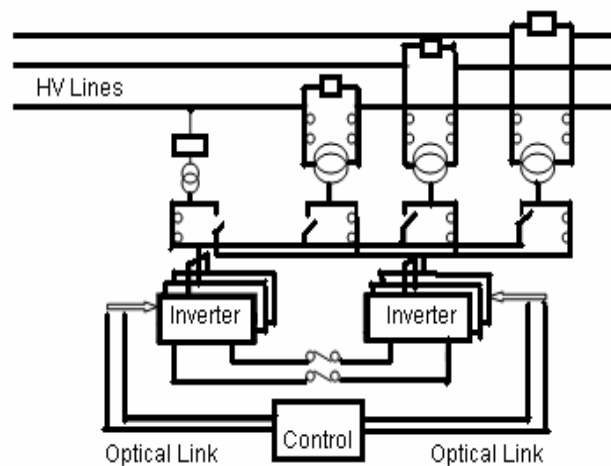 HV Lines
Inverter
Inverter
Control
Optical Link
Optical Link